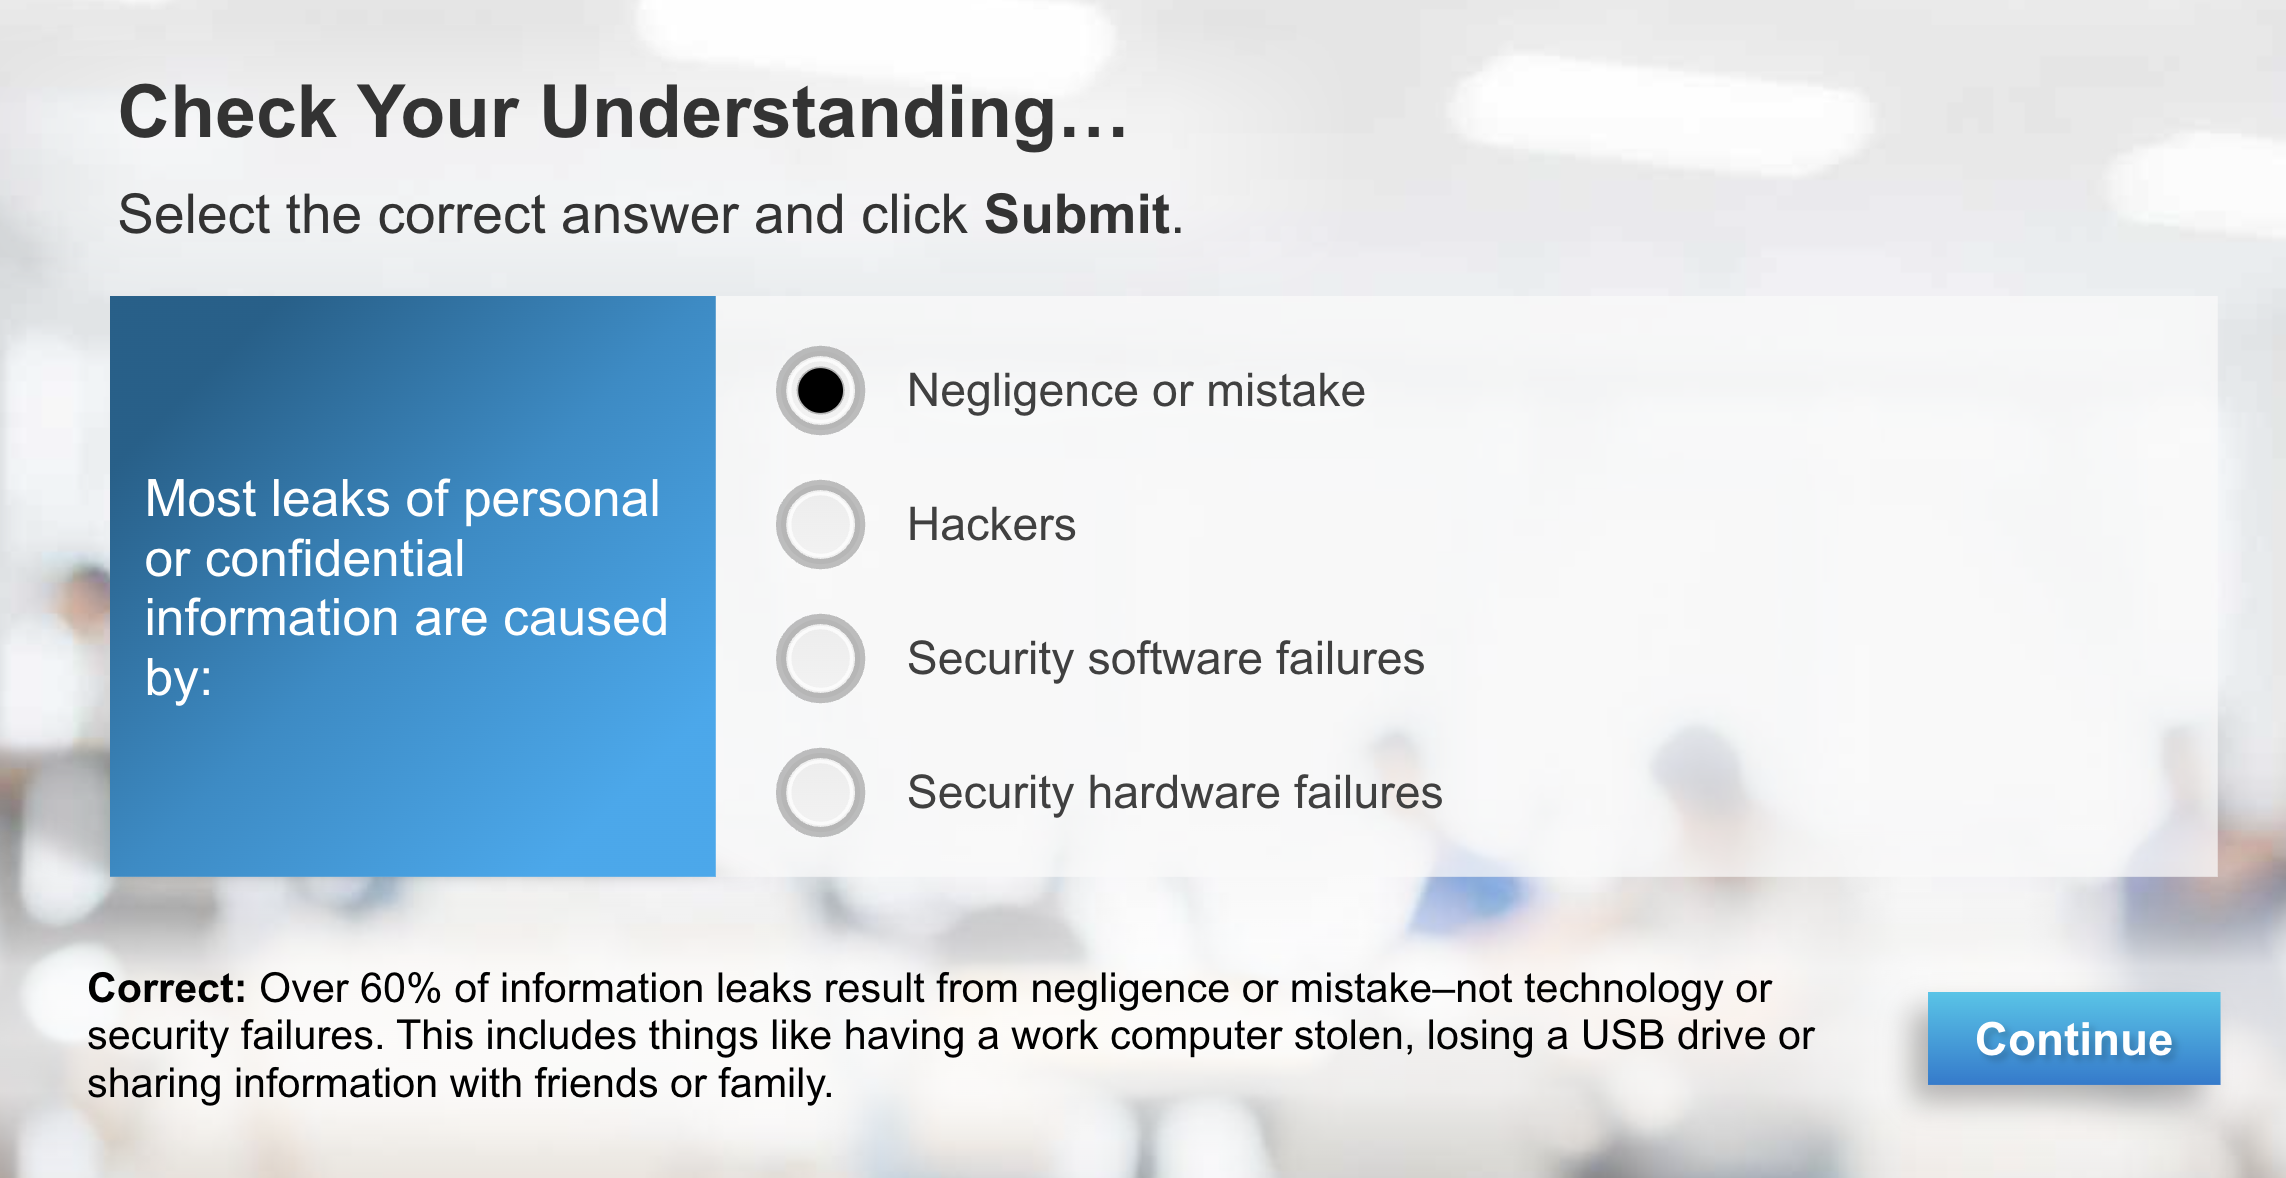 Check Your Understanding…
Select the correct answer and click Submit.
Most leaks of personal
or confidential
information are caused
by:
Negligence or mistake
Hackers
Security software failures
Security hardware failures
Correct: Over 60% of information leaks result from negligence or mistake–not technology or
security failures. This includes things like having a work computer stolen, losing a USB drive or
sharing information with friends or family.
Continue